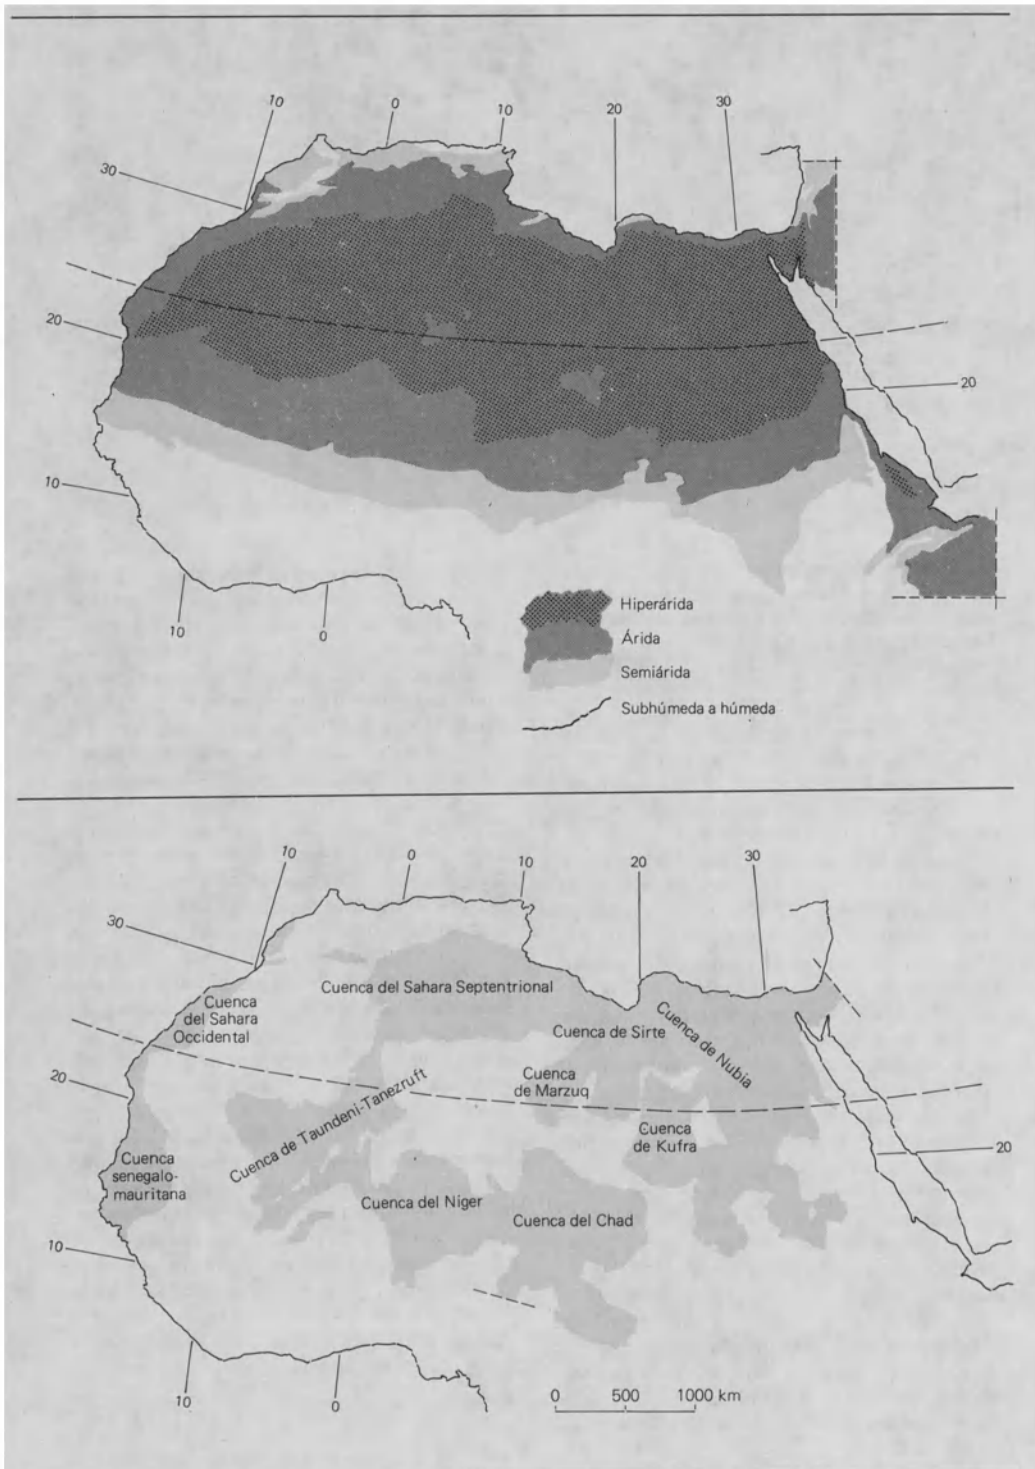 10
0
10
20
30
30
20
20
10
10
0
Hiperárida
Árida
Semiárida
Subhúmeda a húmeda
10
0
10
20
30
30
Cuenca del Sahara Septentrional
Cuenca
del Sahara
Occidental
Cuenca de Sirte
Cuenca de Nubia
Cuenca
de Marzuq
20
Cuenca de Taundeni-Tanezruft
Cuenca
de Kufra
20
Cuenca
senegalo-
mauritana
Cuenca del Níger
Cuenca del Chad
10
10
0
0 500 1000 km